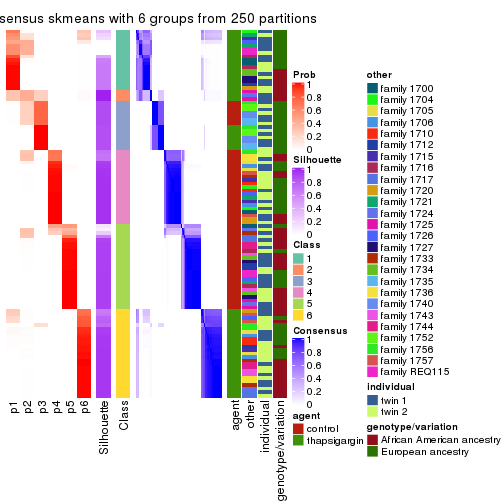 sensus skmeans with 6 groups from 250 partitions
p1
p2
p3
p4
p5
p6
Silhouette
Class
agent
other
individual
genotype/variation
Prob
1
0.8
0.6
0.4
0.2
0
Silhouette
1
0.8
0.6
0.4
0.2
0
Class
1
2
3
4
5
6
Consensus
1
0.8
0.6
0.4
0.2
0
agent
control
thapsigargin
other
family 1700
family 1704
family 1705
family 1706
family 1710
family 1712
family 1715
family 1716
family 1717
family 1720
family 1721
family 1724
family 1725
family 1726
family 1727
family 1733
family 1734
family 1735
family 1736
family 1740
family 1743
family 1744
family 1752
family 1756
family 1757
family REQ115
individual
twin 1
twin 2
genotype/variation
African American ancestry
European ancestry